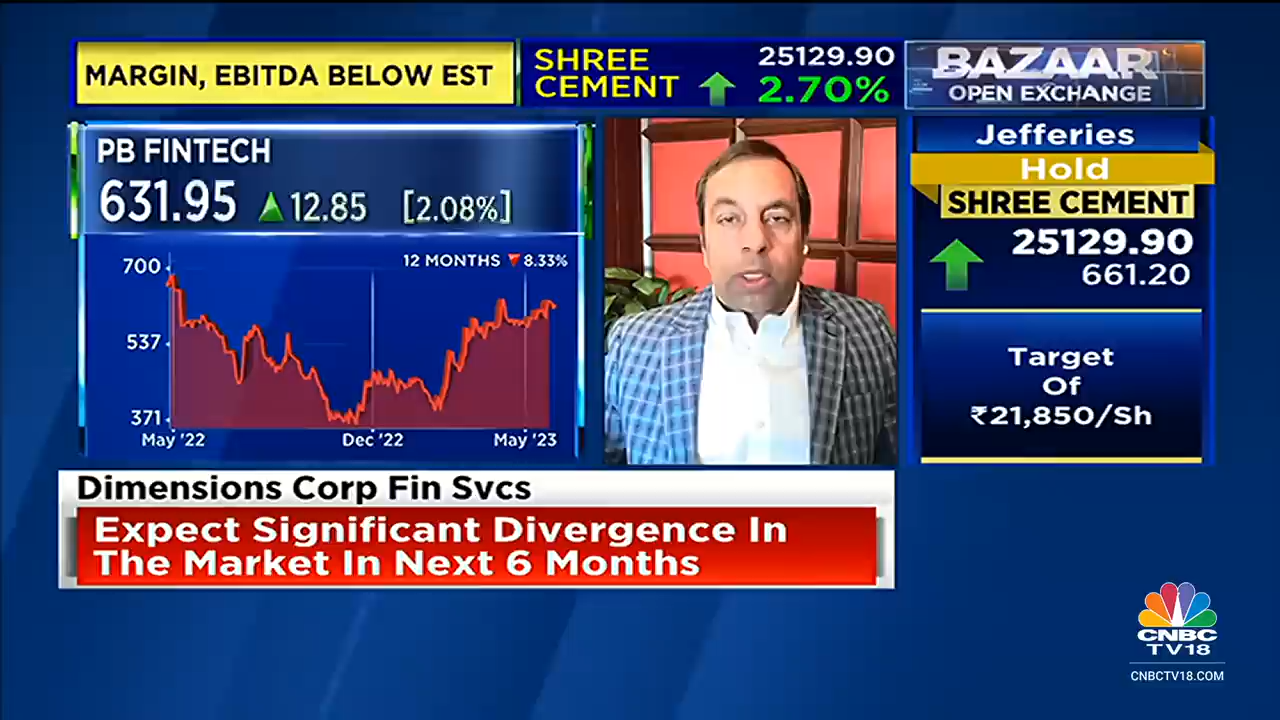 MARGIN, EBITDA BELOW EST
SHREE
CEMENT
25129.90
2.70%
BAZAAR
OPEN EXCHANGE
PB FINTECH
631.95 12.85 [2.08%]
12 MONTHS 8.33%
700
537
371
May '22 Dec '22 May '23
Jefferies
Hold
SHREE CEMENT
25129.90
661.20
Target
Of
₹21,850/Sh
Dimensions Corp Fin Svcs
Expect Significant Divergence In
The Market In Next 6 Months
CNBC
TV18
CNBCTV18.COM